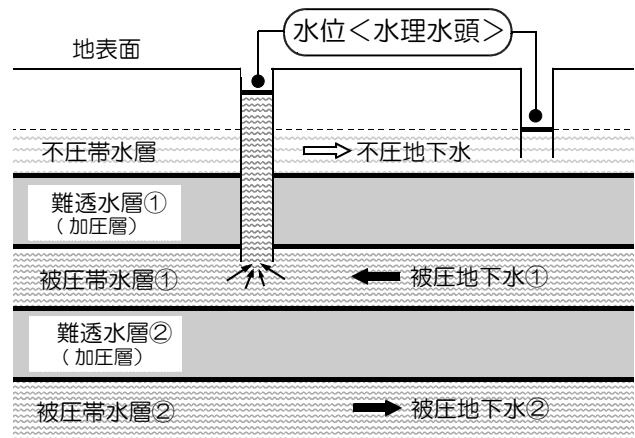 水位＜水理水頭＞
地表面
不圧帯水層
不圧地下水
難透水層①
（加圧層）
被圧帯水層①
被圧地下水①
難透水層②
（加圧層）
被圧帯水層②
被圧地下水②